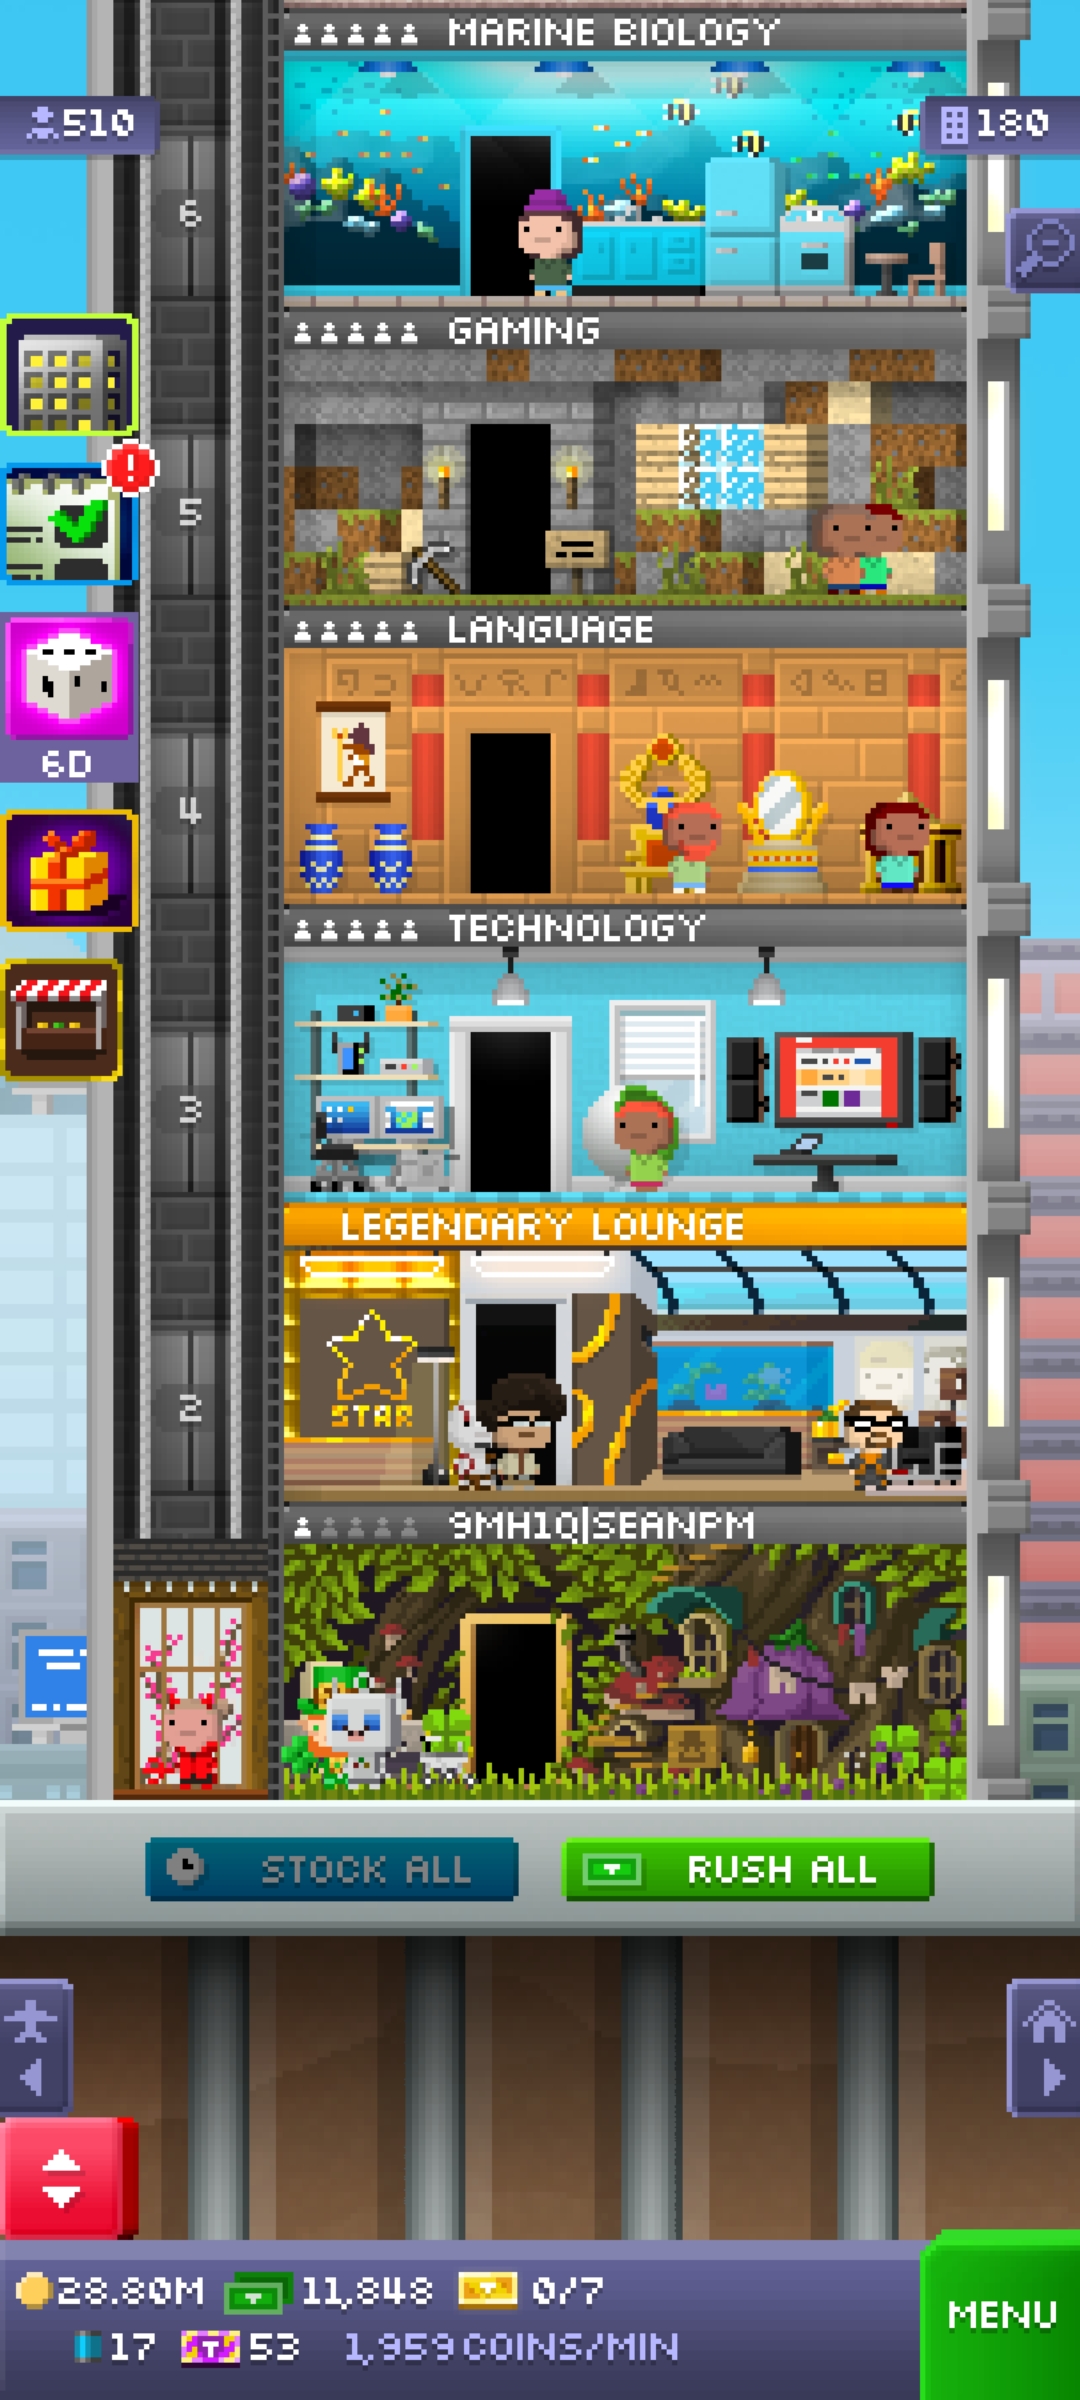 MARINE BIOLOGY
510
180
6
GAMING
5
LANGUAGE
6D
4
TECHNOLOGY
3
LEGENDARY LOUNGE
STAR
2
9MH1Q|SEANPM
STOCK ALL
RUSH ALL
28.80M
11,848
0/7
MENU
17
53
1,959 COINS/MIN